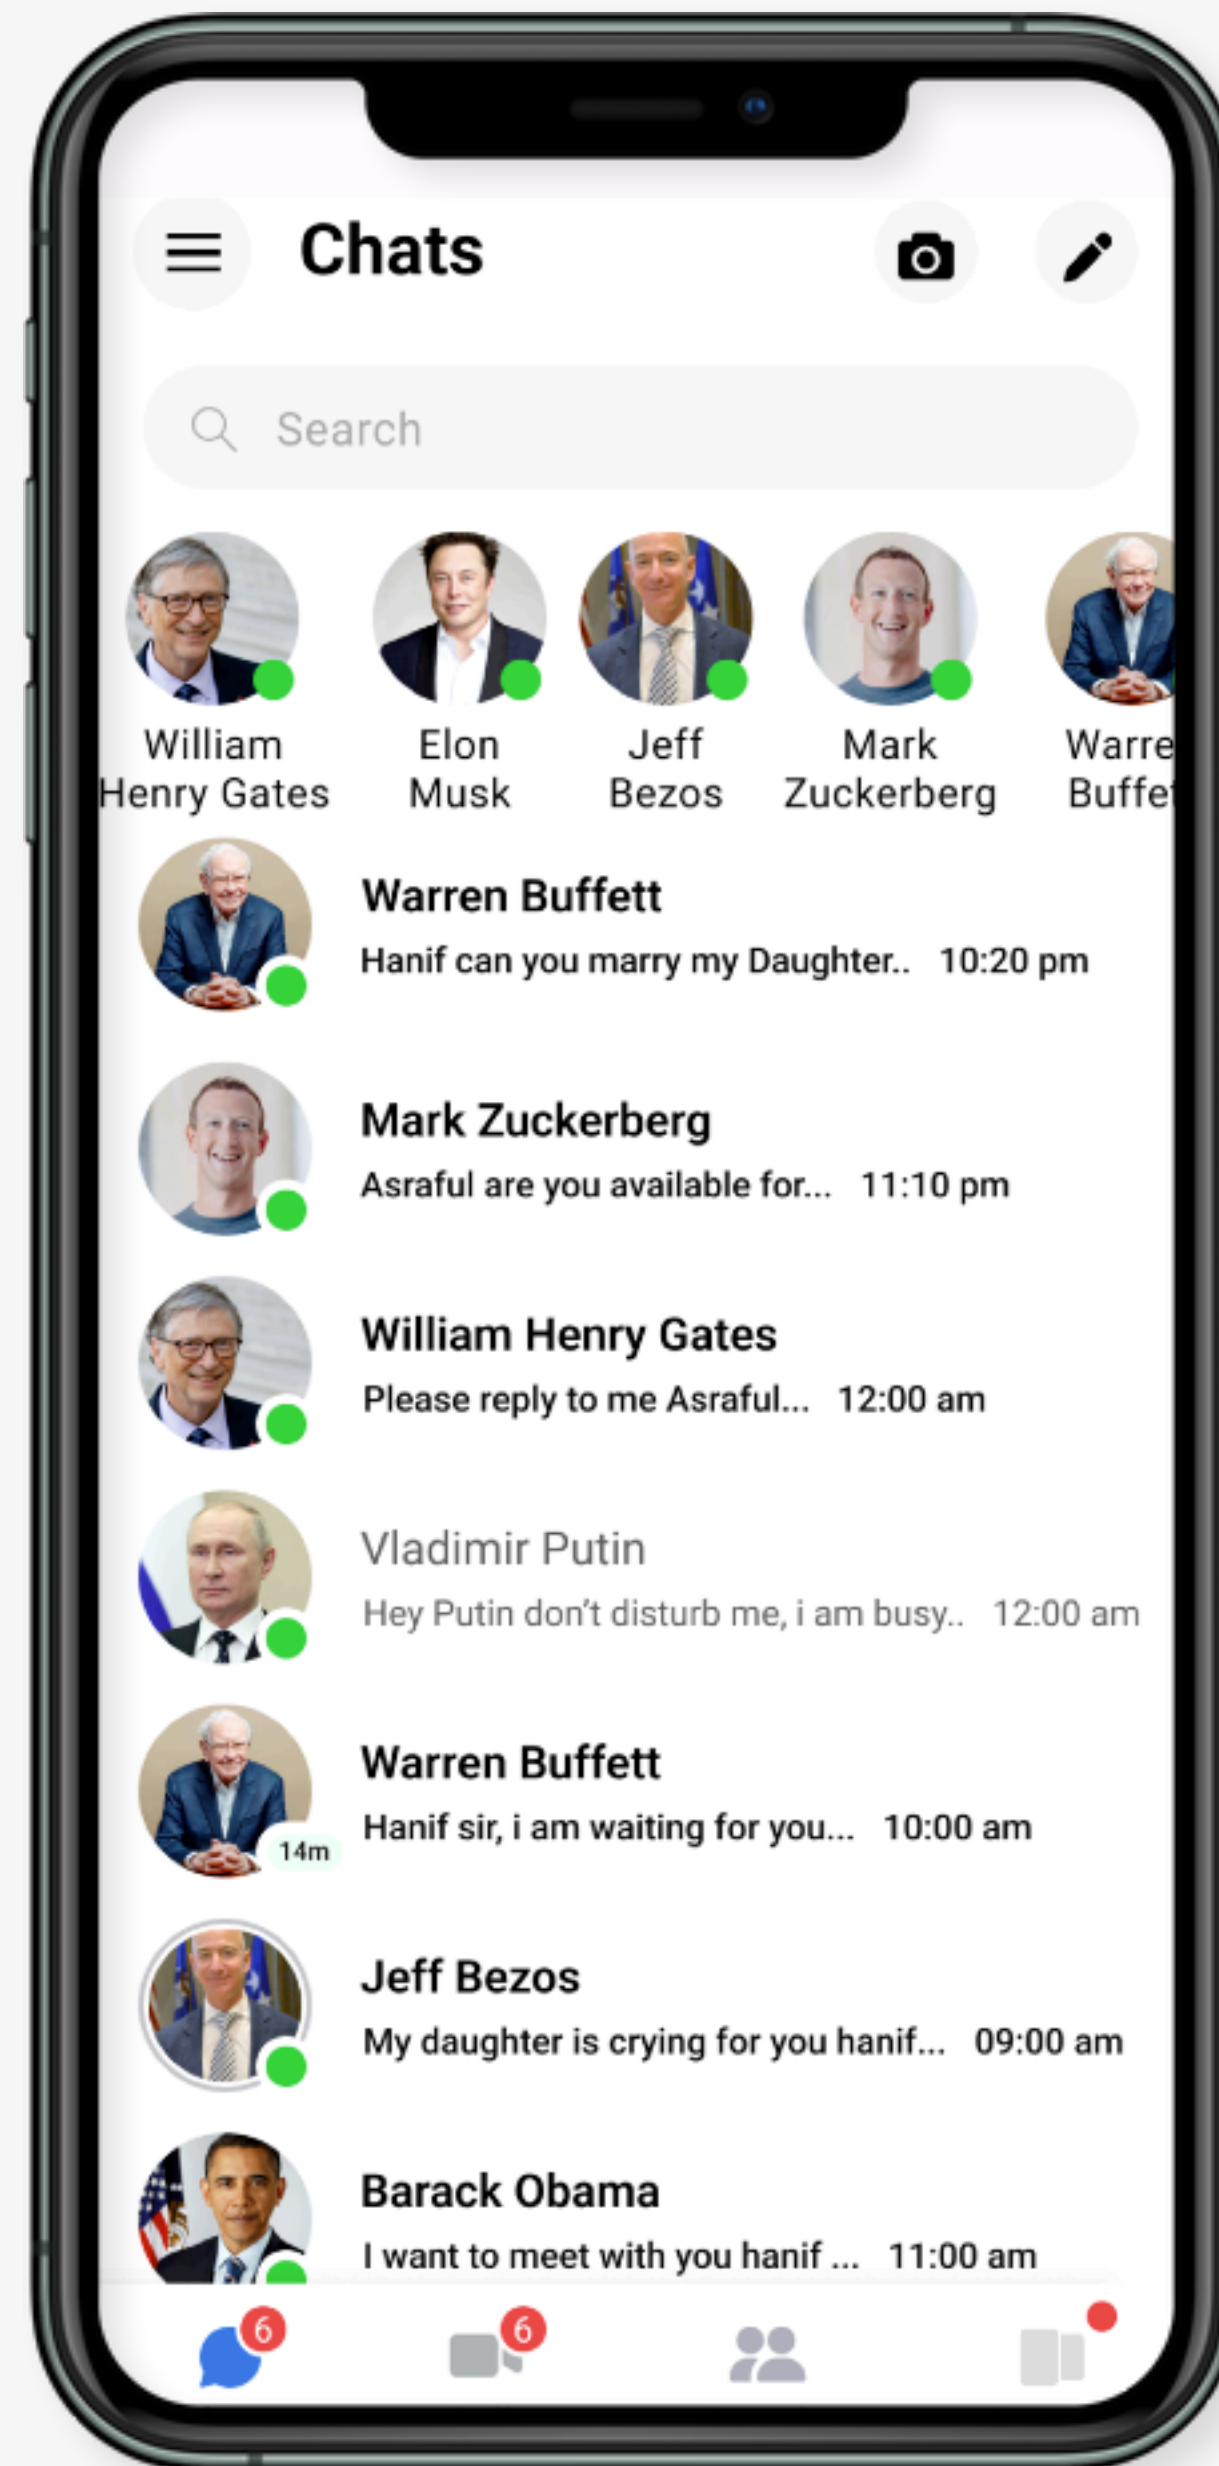 Chats
Search
William
Henry Gates
Elon
Musk
Jeff
Bezos
Mark
Zuckerberg
Warre
Buffet
Warren Buffett
Hanif can you marry my Daughter.. 10:20 pm
Mark Zuckerberg
Asraful are you available for... 11:10 pm
William Henry Gates
Please reply to me Asraful... 12:00 am
Vladimir Putin
Hey Putin don't disturb me, i am busy.. 12:00 am
Warren Buffett
Hanif sir, i am waiting for you... 10:00 am
14m
Jeff Bezos
My daughter is crying for you hanif... 09:00 am
Barack Obama
I want to meet with you hanif ... 11:00 am
6 6